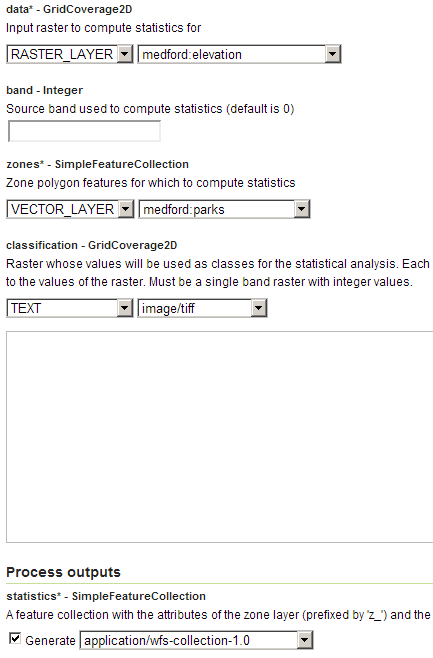 data* - GridCoverage2D
Input raster to compute statistics for
RASTER_LAYER medford:elevation
band - Integer
Source band used to compute statistics (default is 0)
zones* - SimpleFeatureCollection
Zone polygon features for which to compute statistics
VECTOR_LAYER medford:parks
classification - GridCoverage2D
Raster whose values will be used as classes for the statistical analysis. Each
to the values of the raster. Must be a single band raster with integer values.
TEXT image/tiff
Process outputs
statistics* - SimpleFeatureCollection
A feature collection with the attributes of the zone layer (prefixed by 'z_') and the
Generate application/wfs-collection-1.0